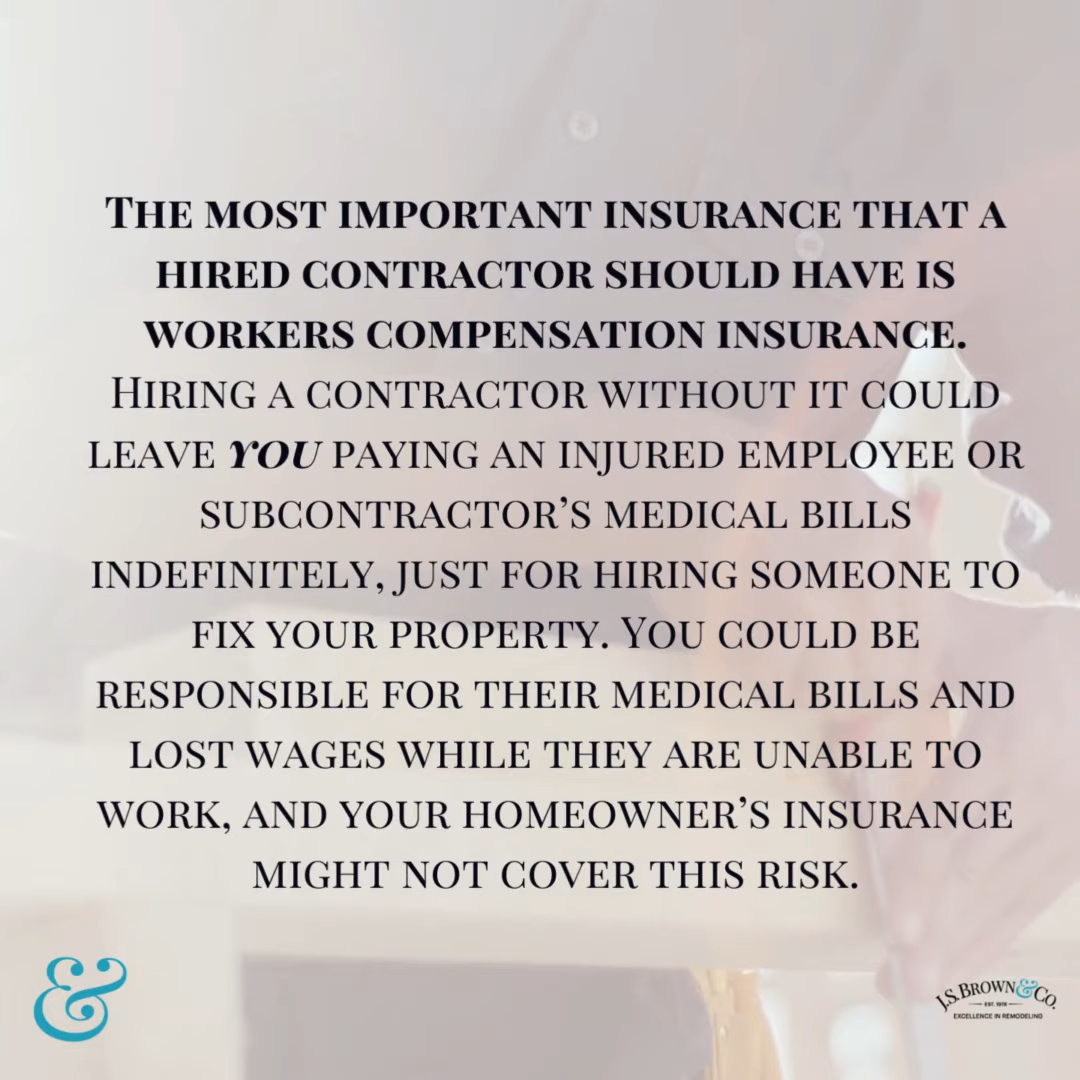 The most important insurance that a
hired contractor should have is
workers compensation insurance.
Hiring a contractor without it could
leave you paying an injured employee or
subcontractor’s medical bills
indefinitely, just for hiring someone to
fix your property. You could be
responsible for their medical bills and
lost wages while they are unable to
work, and your homeowner’s insurance
might not cover this risk.
&
J.S. Brown & Co.
EXCELLENCE IN REMODELING